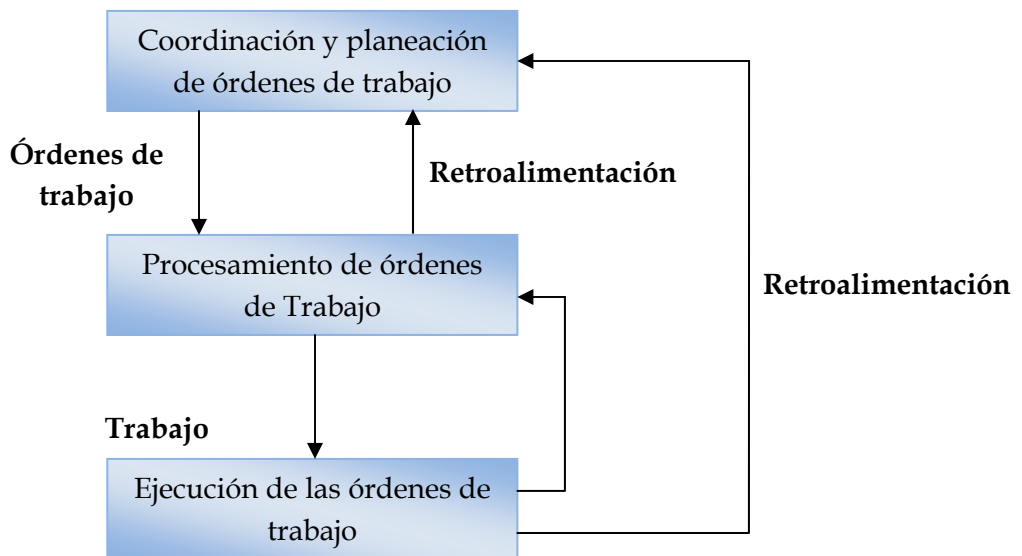 Coordinación y planeación
de órdenes de trabajo
Órdenes de
trabajo
Retroalimentación
Procesamiento de órdenes
de Trabajo
Retroalimentación
Trabajo
Ejecución de las órdenes de
trabajo